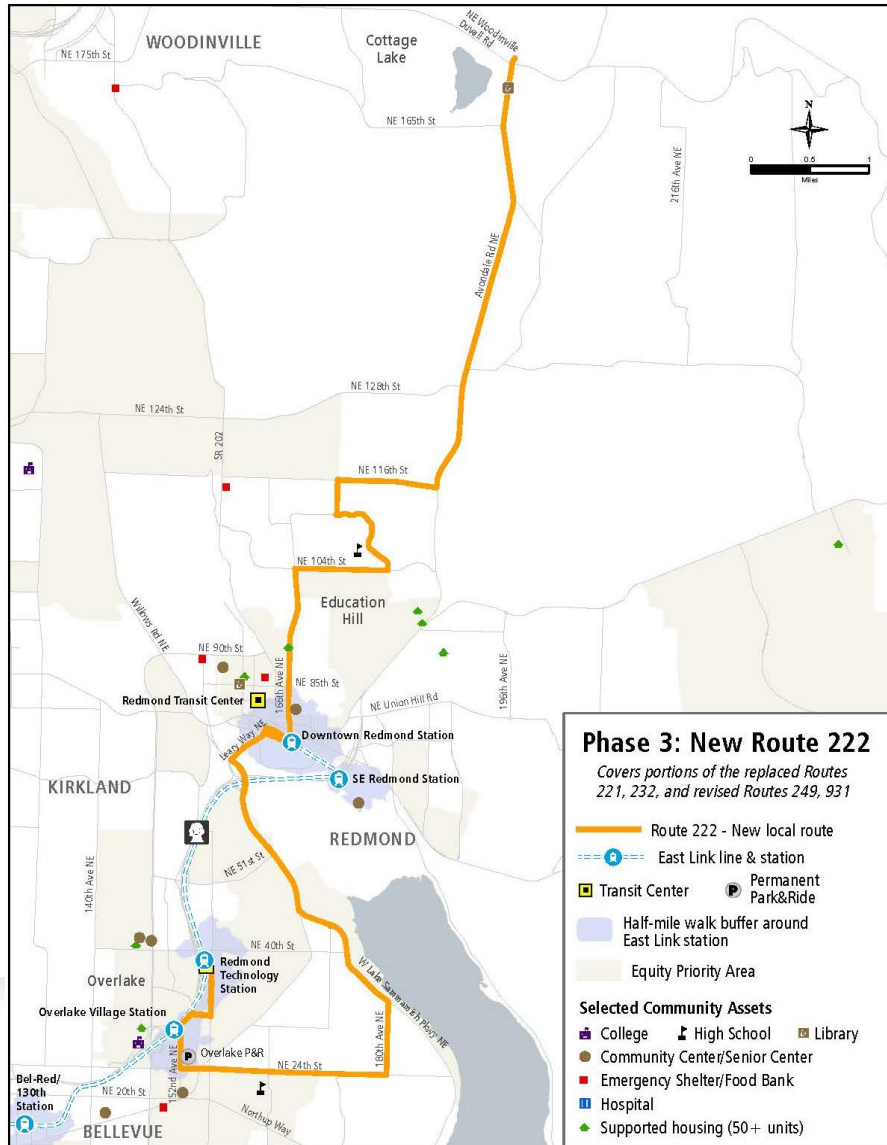 WOODINVILLE
Cottage
Lake
NE Woodinville
Duvall Rd
NE 175th St
NE 165th St
N
0 0.5 1
Miles
216th Ave NE
Avondale Rd NE
NE 128th St
NE 124th St
SR 202
NE 116th St
NE 104th St
Education
Hill
Willows Rd NE
NE 90th St
166th Ave NE
NE 85th St
196th Ave NE
Redmond Transit Center
NE Union Hill Rd
Leary Way NE
Downtown Redmond Station
SE Redmond Station
KIRKLAND
REDMOND
140th Ave NE
NE 51st St
NE 40th St
Redmond
Technology
Station
Overlake
W Lake Sammamish Pkwy NE
Overlake Village Station
P
Overlake P&R
180th Ave NE
NE 24th St
152nd Ave NE
Bel-Red/
130th
Station
NE 20th St
Northup Way
BELLEVUE
Phase 3: New Route 222
Covers portions of the replaced Routes
221, 232, and revised Routes 249, 931
Route 222 - New local route
East Link line & station
Transit Center
P
Permanent
Park&Ride
Half-mile walk buffer around
East Link station
Equity Priority Area
Selected Community Assets
College
High School
Library
Community Center/Senior Center
Emergency Shelter/Food Bank
Hospital
Supported housing (50+ units)